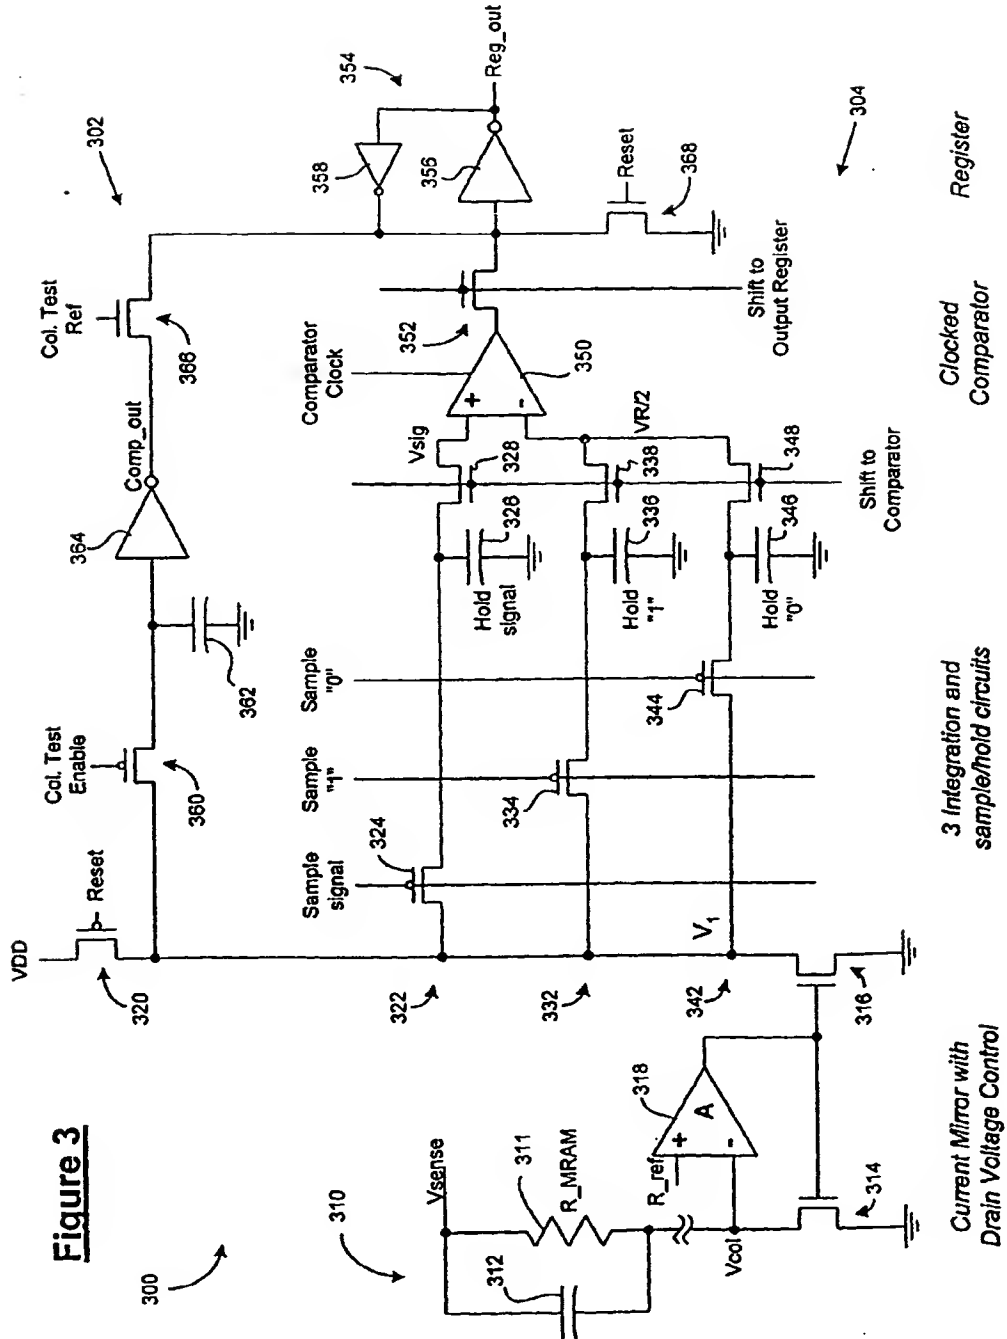 Figure 3
300
302
304
VDD
Reset
320
Col. Test
Enable
360
362
364
Comp_out
Col. Test
Ref
368
358
354
356
Reg_out
Reset
368
Sample
signal
324
Sample
"1"
334
Sample
"0"
344
322
332
342
V1
Hold
signal
326
328
Hold
"1"
336
338
Hold
"0"
346
348
Vsig
VR/2
Shift to
Comparator
Comparator
Clock
+
-
350
352
Shift to
Output Register
310
Vsense
311
312
R_MRAM
R_ref
+
-
A
318
Vcol
314
316
Current Mirror with
Drain Voltage Control
3 Integration and
sample/hold circuits
Clocked
Comparator
Register